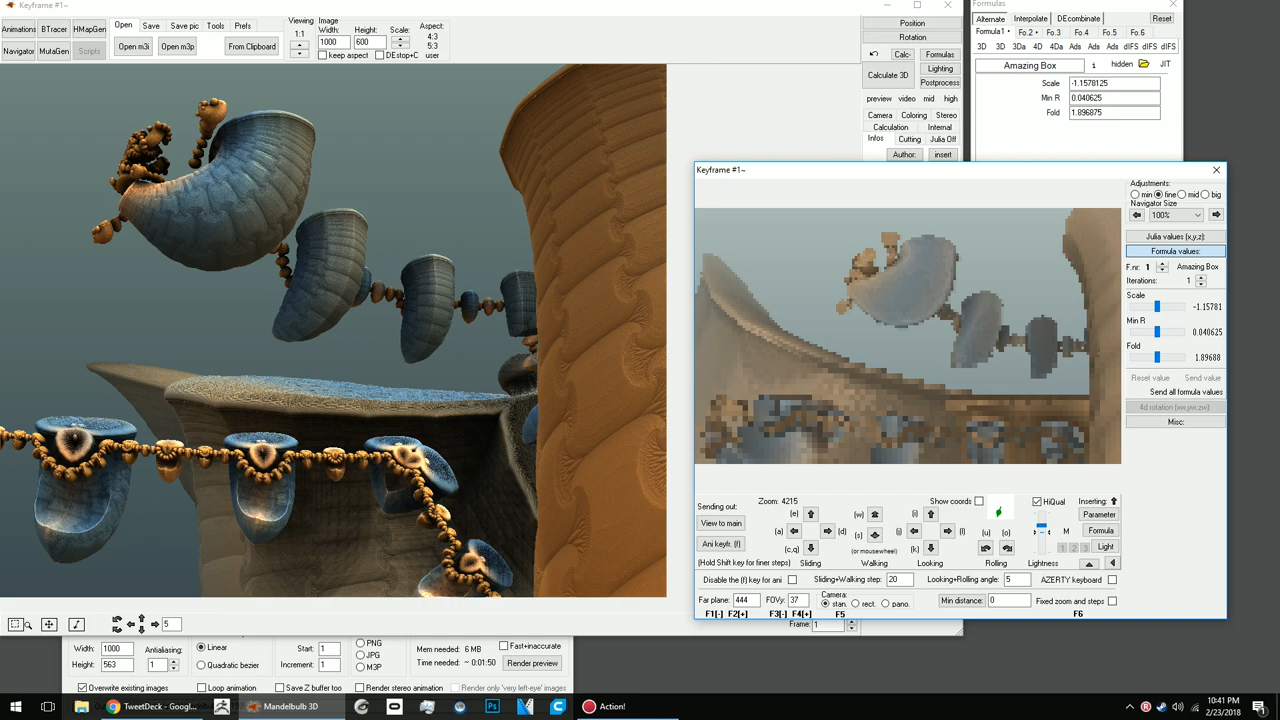 Keyframe #1~
Animations BTracer HMapGen
Navigator MutaGen Scripts
Open Save Save pic Tools Prefs
Open m3i Open m3p From Clipboard
Viewing
1:1
Image
Width: Height: Scale:
1000 600
keep aspect DEstop+C
Aspect:
4:3
5:3
user
Position
Rotation
Calc- Formulas
Calculate 3D Lighting
Postprocess
preview video mid high
Camera Coloring Stereo
Calculation Internal
Infos Cutting Julia Off
Author: insert
Formulas
Alternate Interpolate DEcombine Reset
Formula1 • Fo.2 • Fo.3 Fo.4 Fo.5 Fo.6
3D 3D 3Da 4D 4Da Ads Ads Ads dIFS dIFS dIFS
Amazing Box i hidden JIT
Scale -1.1578125
Min R 0.040625
Fold 1.896875
Keyframe #1~
Adjustments:
min fine mid big
Navigator Size
100%
Julia values (x,y,z):
Formula values:
F.nr: 1 Amazing Box
Iterations: 1
Scale
-1.15781
Min R
0.040625
Fold
1.89688
Reset value Send value
Send all formula values
4d rotation (xw,yw,zw):
Misc:
Sending out: Zoom: 4215 Show coords HiQual Inserting:
View to main Parameter
Ani keyfr. (f) Formula
Light
(e) (a) (d) (c,q) (w) (s) (i) (j) (l) (k) (u) (o) M 1 2 3
(or mousewheel)
(Hold Shift key for finer steps) Sliding Walking Looking Rolling Lightness
Disable the (f) key for ani Sliding+Walking step: 20 Looking+Rolling angle: 5 AZERTY keyboard
Far plane: 444 FOVy: 37 Camera: stan. rect. pano. Min distance: 0 Fixed zoom and steps
F1[-] F2[+] F3[-] F4[+] F5 F6
5
Frame: 1
Width: 1000 Antialiasing: Linear Start: 1 PNG Mem needed: 6 MB Fast+inaccurate
Height: 563 1 Quadratic bezier Increment: 1 JPG Time needed: ~ 0:01:50 Render preview
M3P
Overwrite existing images Loop animation Save Z buffer too Render stereo animation Render only 'very left-eye' images
TweetDeck - Googl... Mandelbulb 3D Ps Action!
10:41 PM
2/23/2018
1